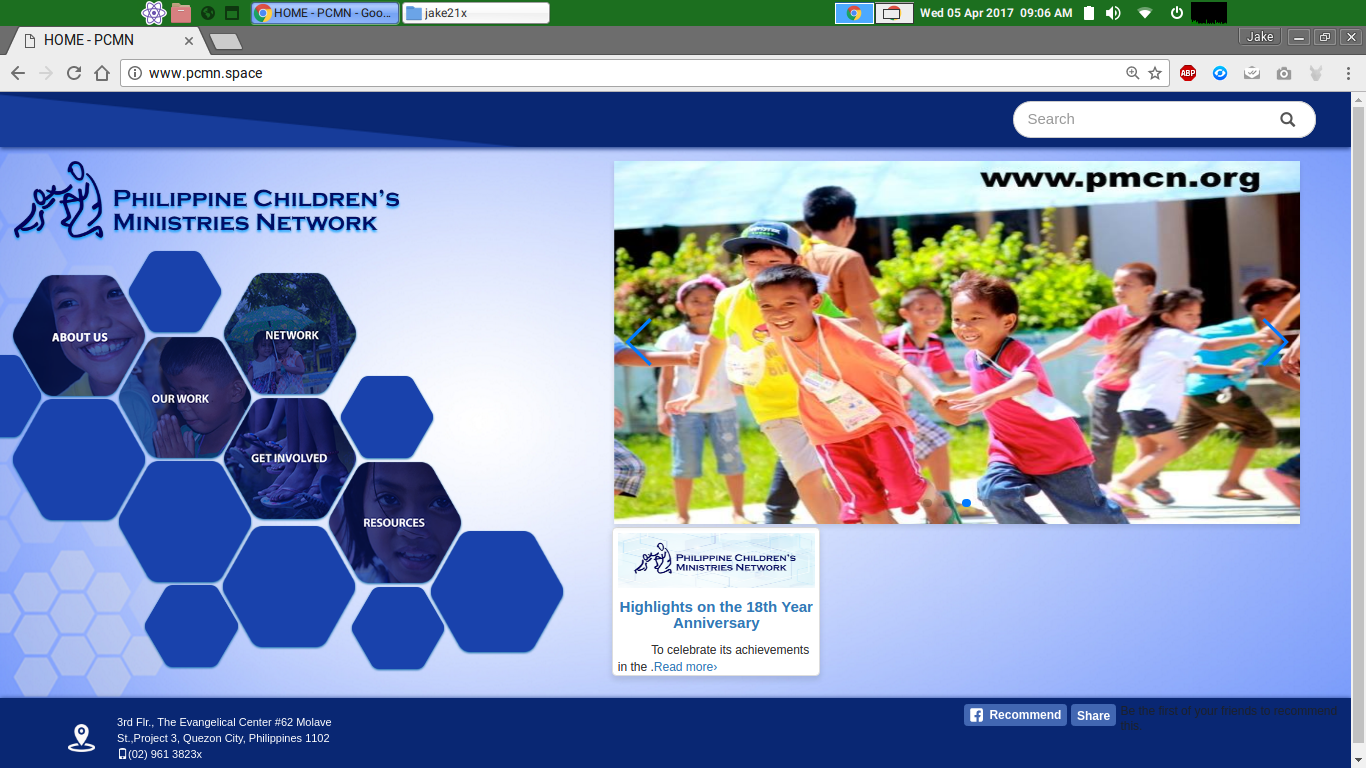 HOME - PCMN - Goo...
jake21x
Wed 05 Apr 2017 09:06 AM
HOME - PCMN
Jake
www.pcmn.space
ABP
Search
PHILIPPINE CHILDREN'S
MINISTRIES NETWORK
www.pmcn.org
ABOUT US
NETWORK
OUR WORK
GET INVOLVED
RESOURCES
PHILIPPINE CHILDREN'S
MINISTRIES NETWORK
Highlights on the 18th Year
Anniversary
To celebrate its achievements
in the .Read more›
3rd Flr., The Evangelical Center #62 Molave
St.,Project 3, Quezon City, Philippines 1102
(02) 961 3823x
Recommend
Share
Be the first of your friends to recommend
this.